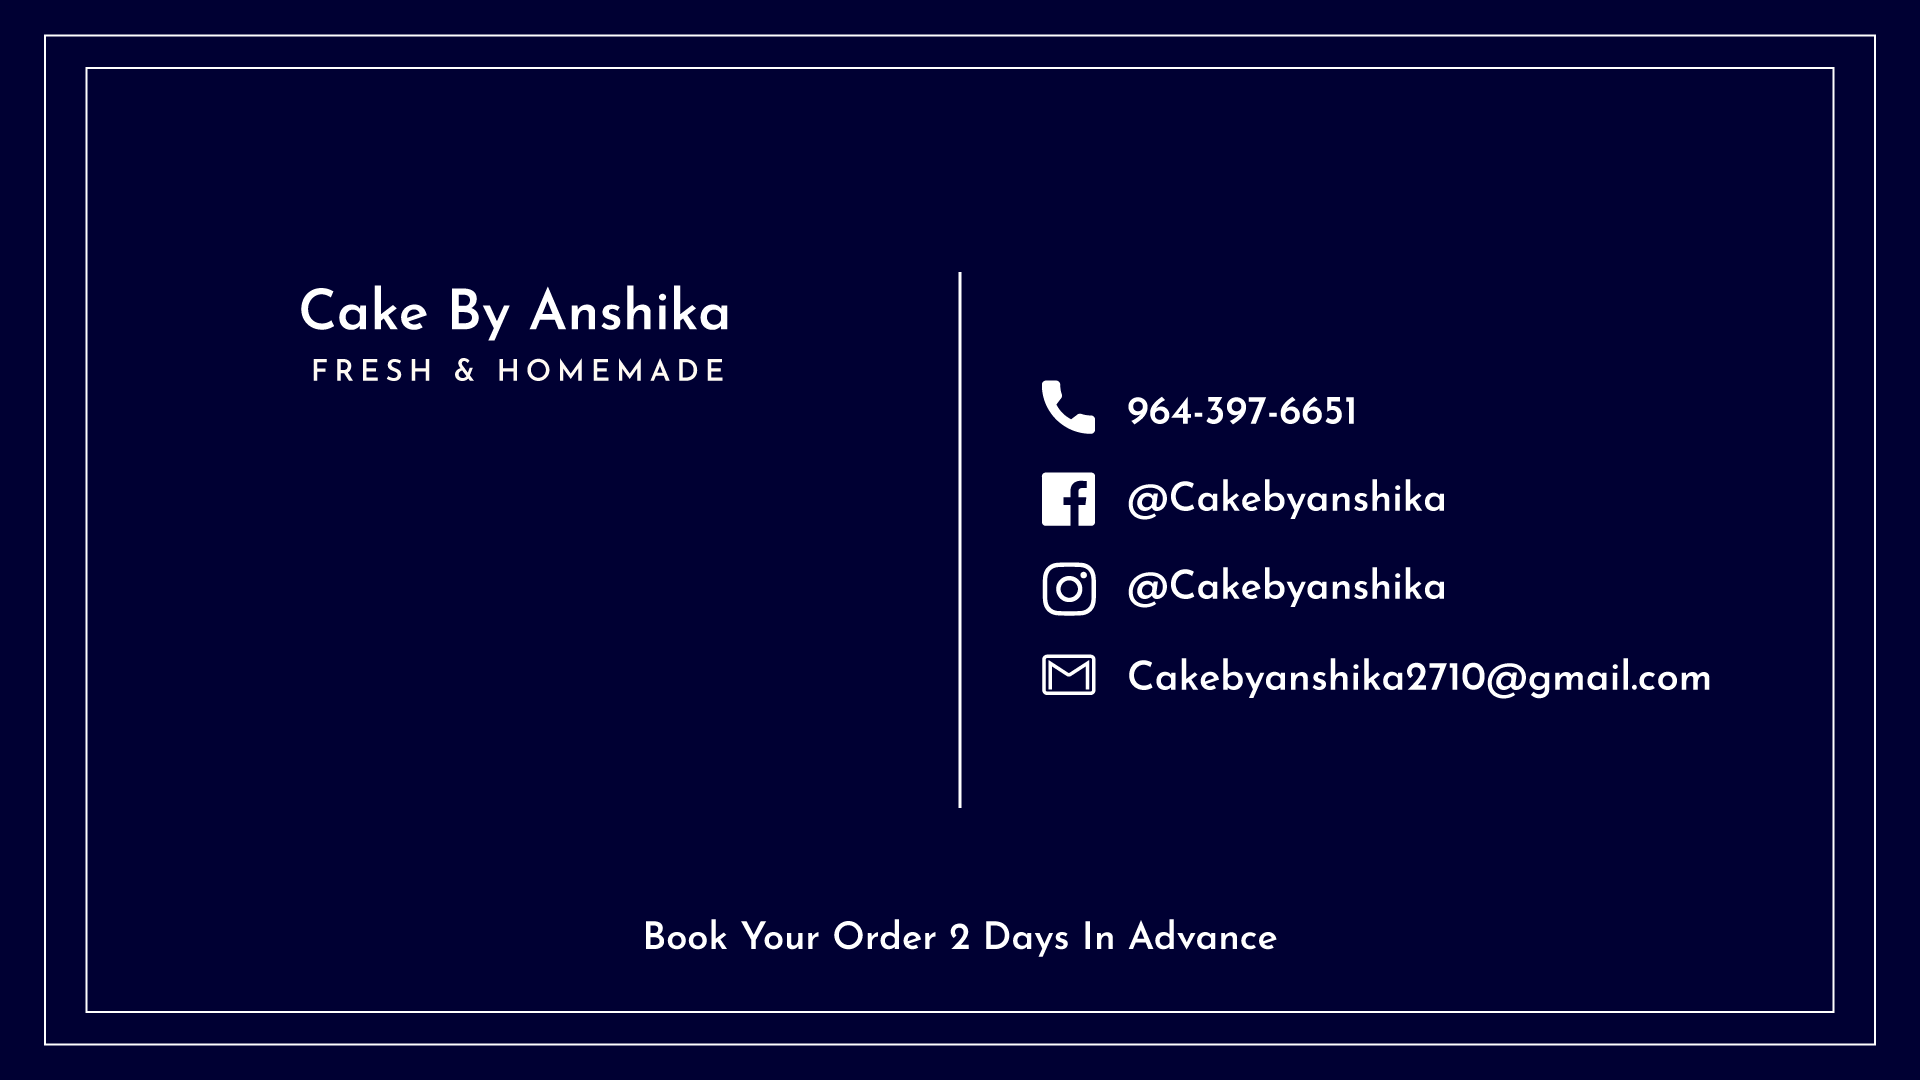 Cake By Anshika
FRESH & HOMEMADE
964-397-6651
@Cakebyanshika
@Cakebyanshika
Cakebyanshika2710@gmail.com
Book Your Order 2 Days In Advance